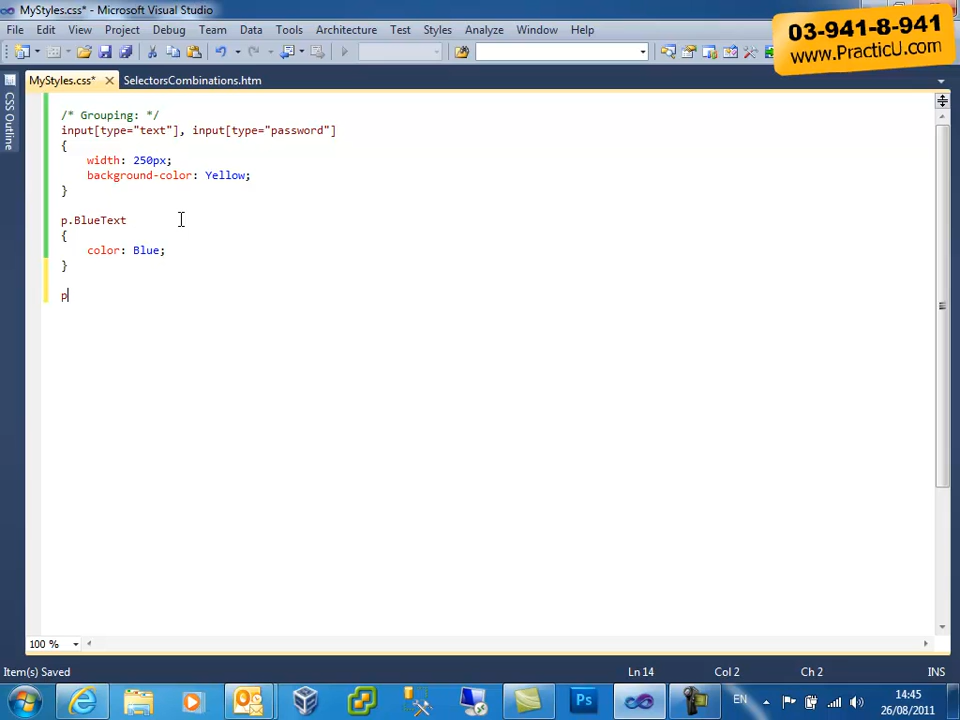 MyStyles.css* - Microsoft Visual Studio
File Edit View Project Debug Team Data Tools Architecture Test Styles Analyze Window Help
03-941-8-941
www.PracticU.com
MyStyles.css* SelectorsCombinations.htm
CSS Outline
/* Grouping: */
input[type="text"], input[type="password"]
{
width: 250px;
background-color: Yellow;
}
p.BlueText
{
color: Blue;
}
p
100 %
Item(s) Saved Ln 14 Col 2 Ch 2 INS
Ps EN 14:45
26/08/2011